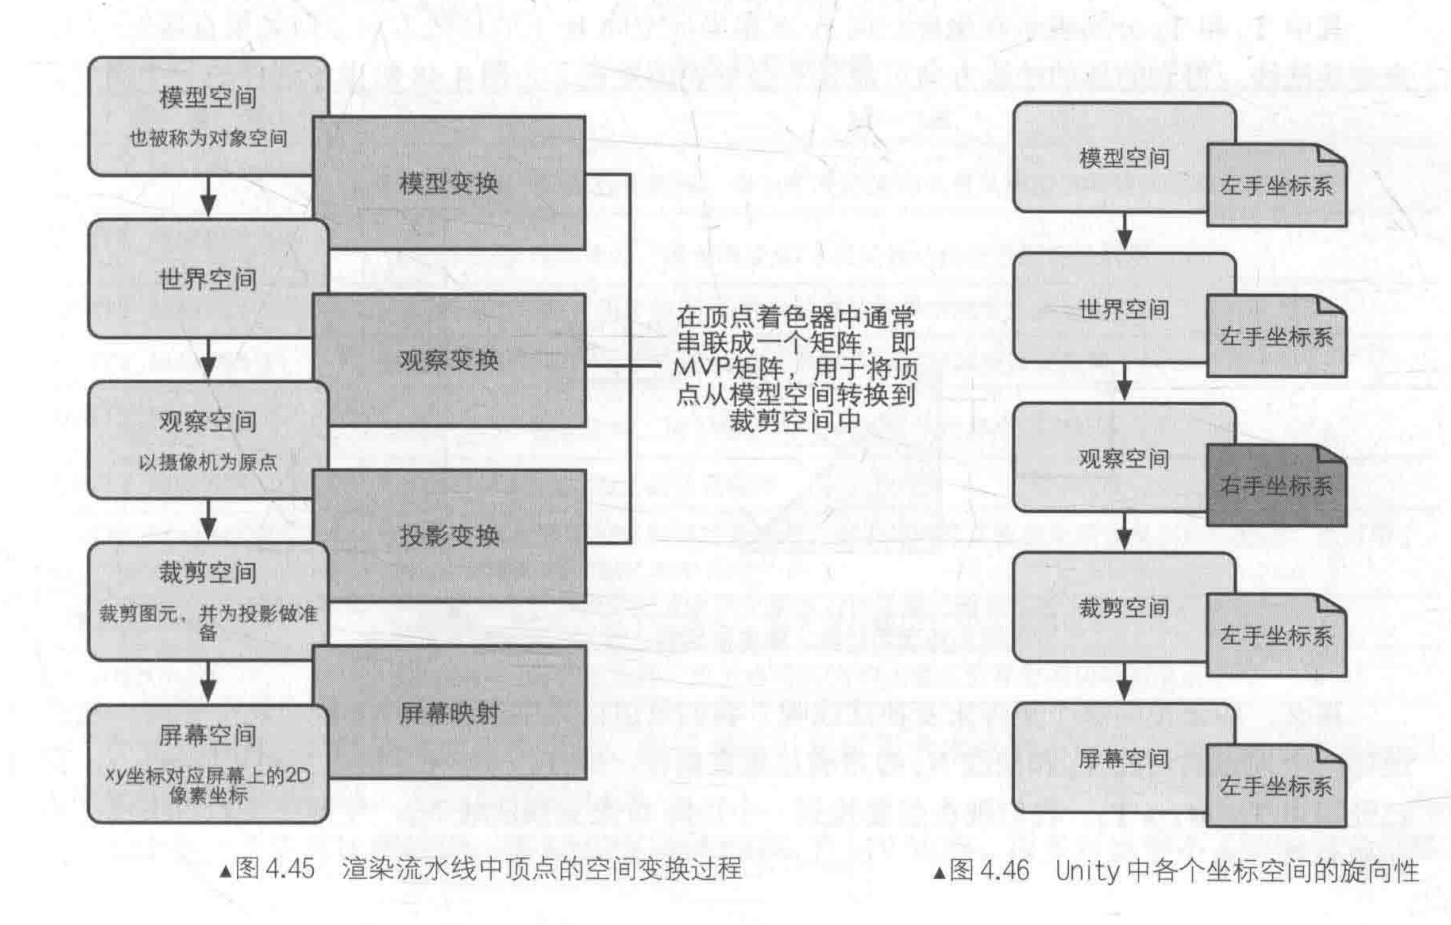 模型空间
也被称为对象空间
模型变换
世界空间
观察变换
观察空间
以摄像机为原点
投影变换
裁剪空间
裁剪图元，并为投影做准
备
屏幕映射
屏幕空间
xy坐标对应屏幕上的2D
像素坐标
在顶点着色器中通常
串联成一个矩阵，即
MVP矩阵，用于将顶
点从模型空间转换到
裁剪空间中
▲图 4.45 渲染流水线中顶点的空间变换过程
模型空间
左手坐标系
世界空间
左手坐标系
观察空间
右手坐标系
裁剪空间
左手坐标系
屏幕空间
左手坐标系
▲图 4.46 Unity 中各个坐标空间的旋向性